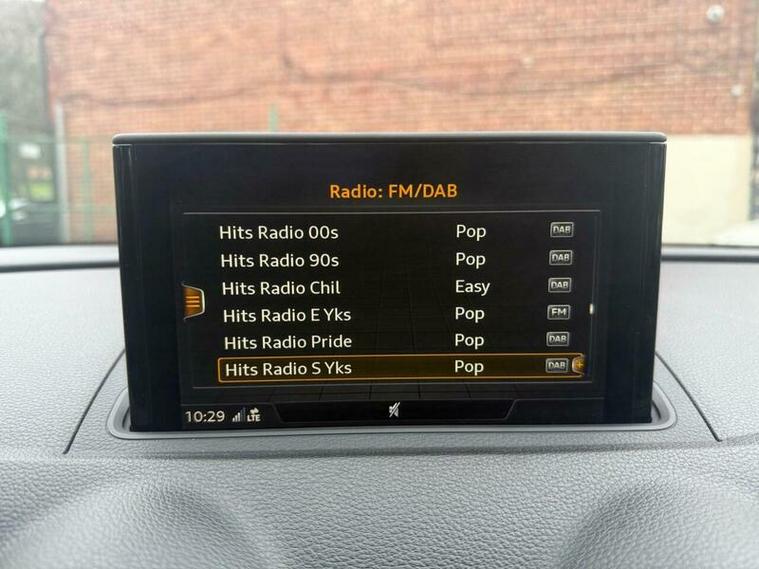 Radio: FM/DAB
Hits Radio 00s Pop DAB
Hits Radio 90s Pop DAB
Hits Radio Chil Easy DAB
Hits Radio E Yks Pop FM
Hits Radio Pride Pop DAB
Hits Radio S Yks Pop DAB
10:29 LTE